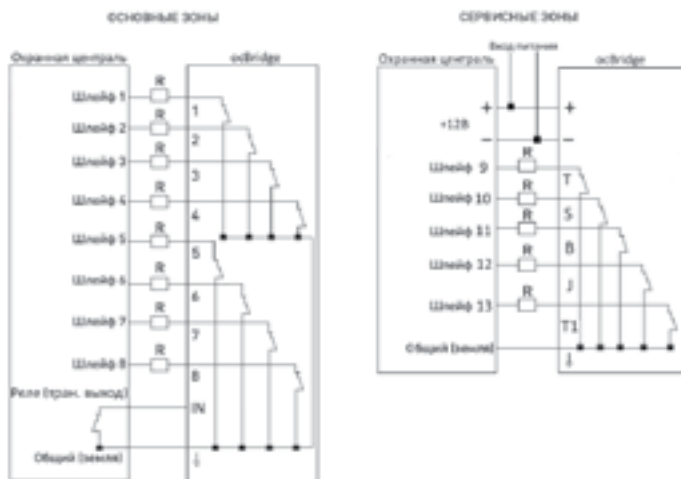 ОСНОВНЫЕ ЗОНЫ
Охранная централь
ocBridge
Шлейф 1
R
1
Шлейф 2
R
2
Шлейф 3
R
3
Шлейф 4
R
4
Шлейф 5
R
5
Шлейф 6
R
6
Шлейф 7
R
7
Шлейф 8
R
8
Реле (тран. выход)
IN
Общий (земля)
СЕРВИСНЫЕ ЗОНЫ
Вход питания
Охранная централь
ocBridge
+
+
+12В
−
−
Шлейф 9
R
T
Шлейф 10
R
S
Шлейф 11
R
B
Шлейф 12
R
J
Шлейф 13
R
T1
Общий (земля)